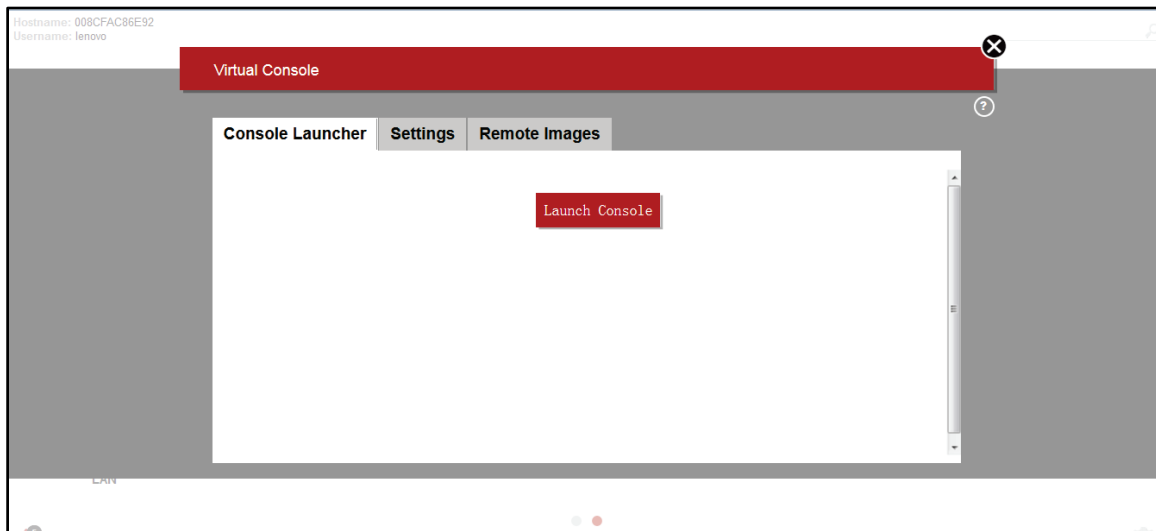 Hostname: 008CFAC86E92
Username: lenovo
Virtual Console
?
Console Launcher Settings Remote Images
Launch Console
LAN